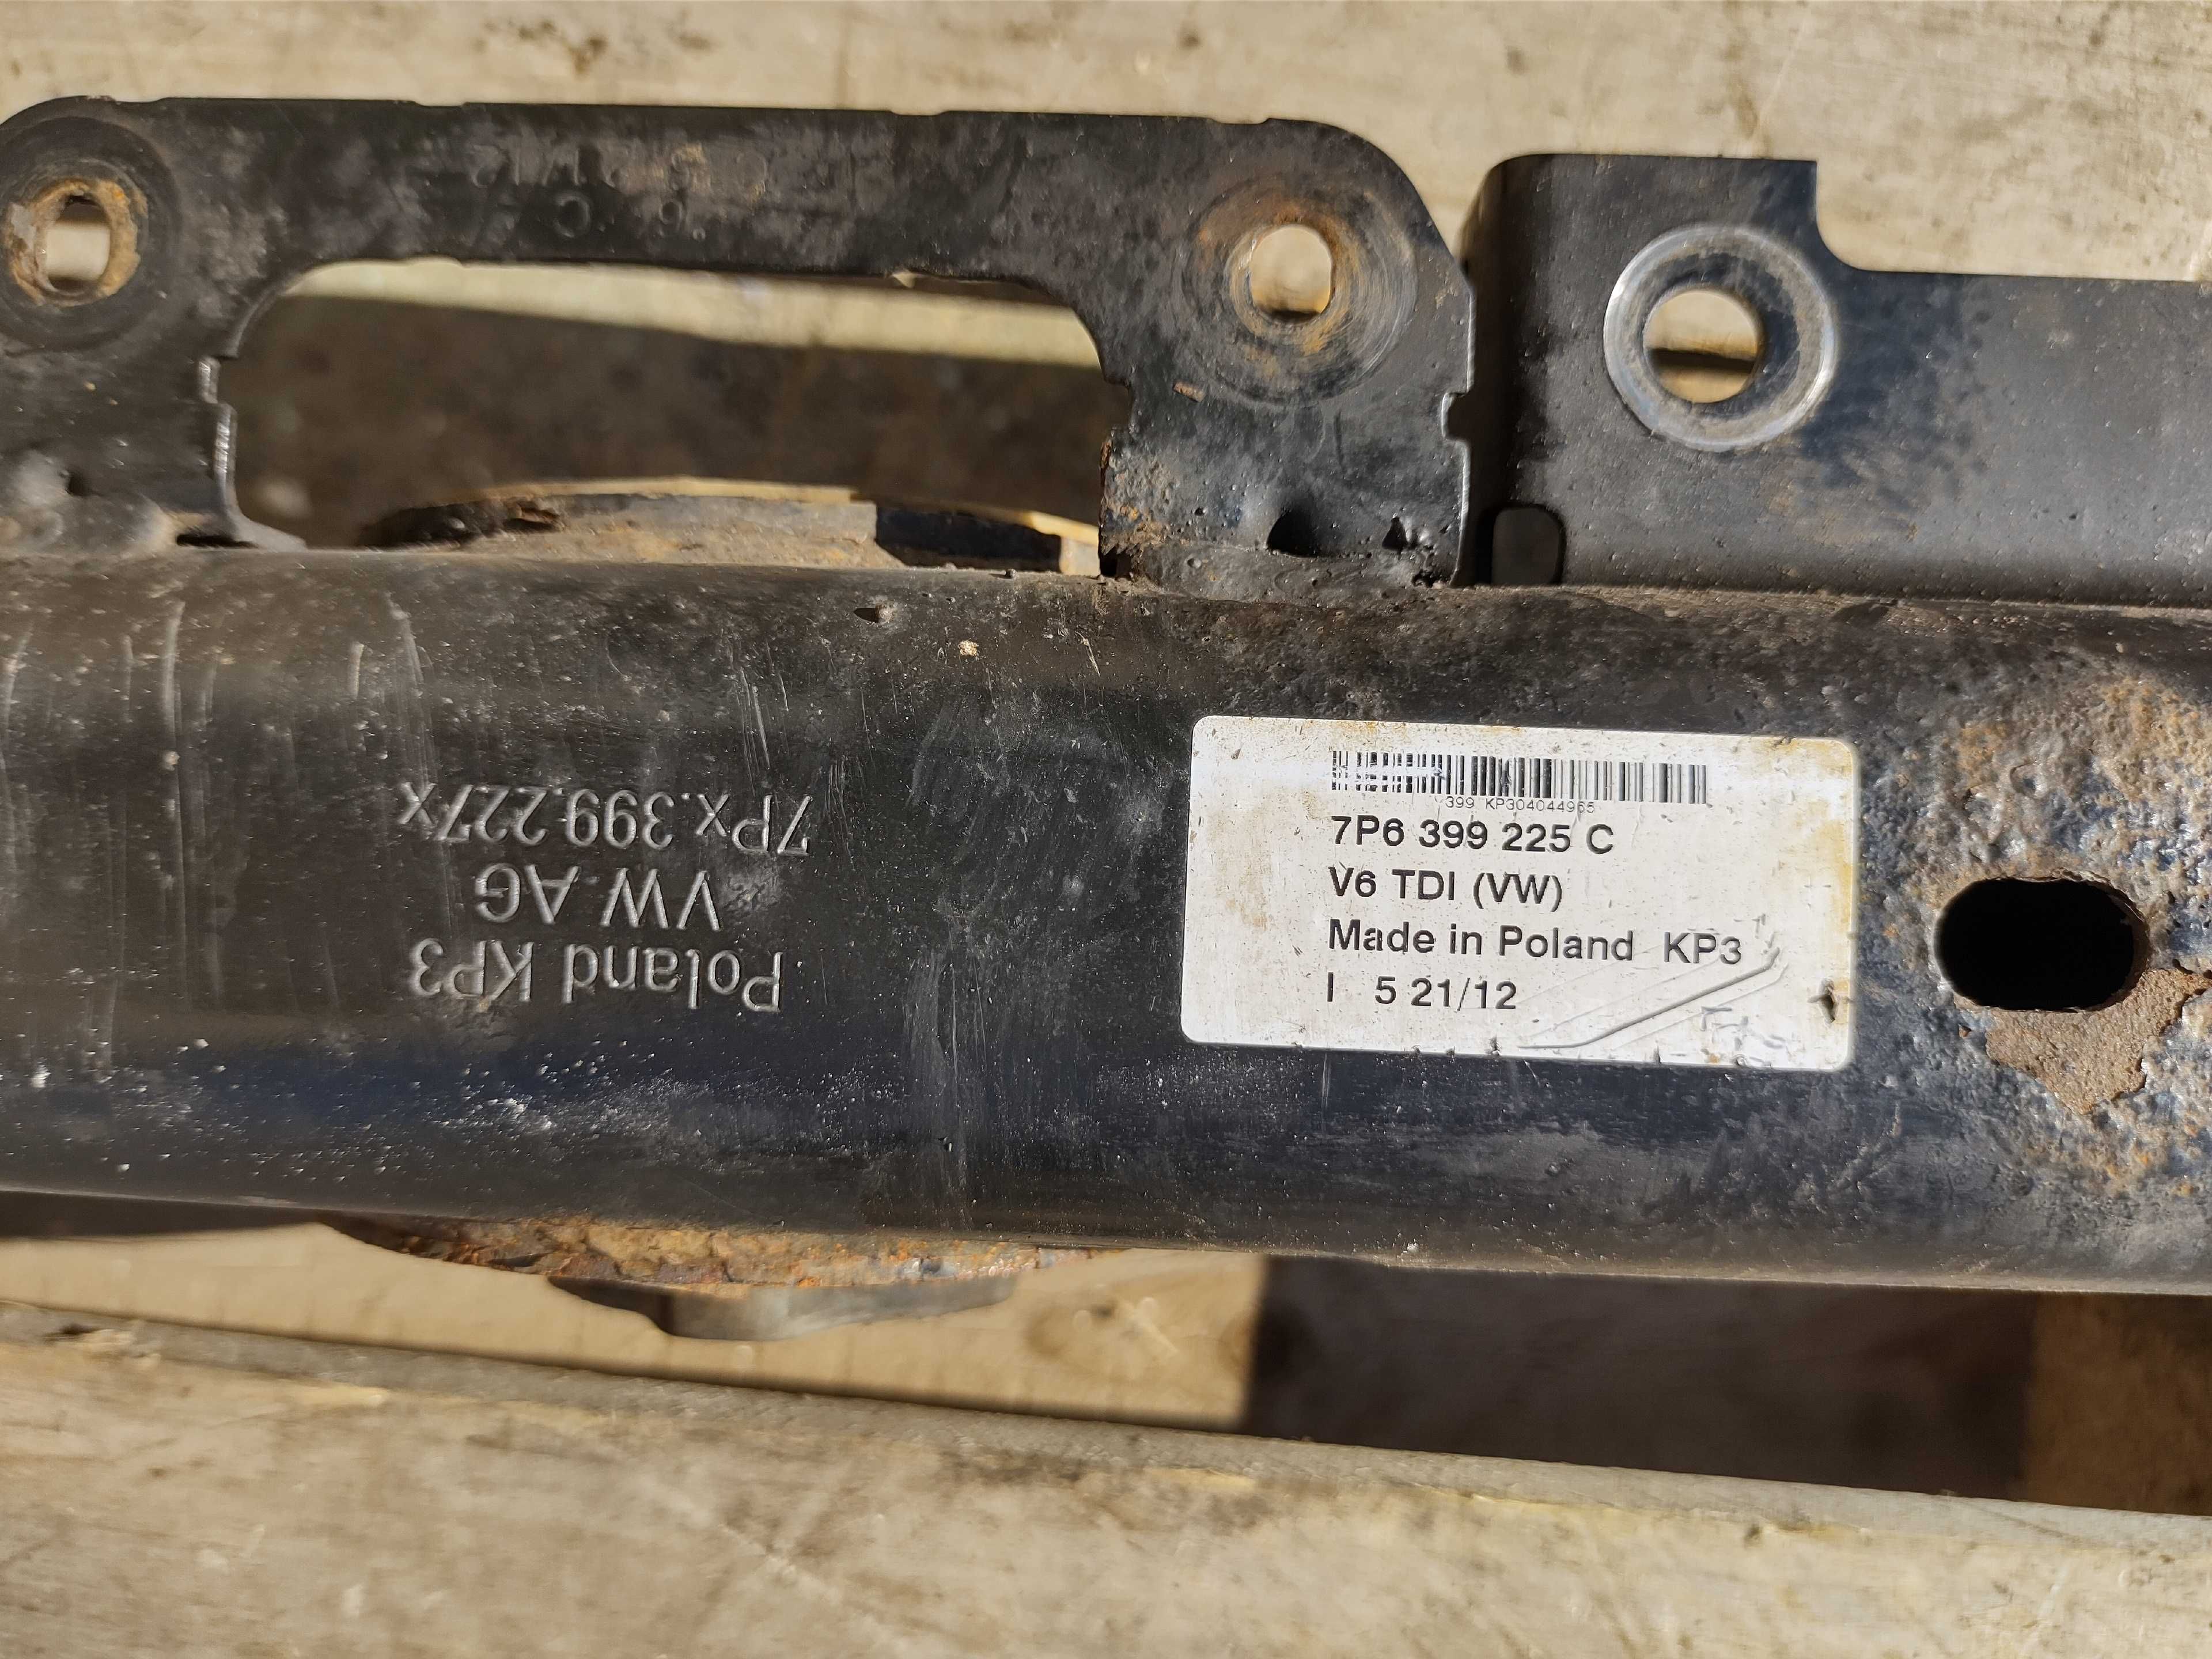 399 KP304044965
7P6 399 225 C
V6 TDI (VW)
Made in Poland KP3
I 5 21/12
Poland KP3
VW AG
7Px.399.227x